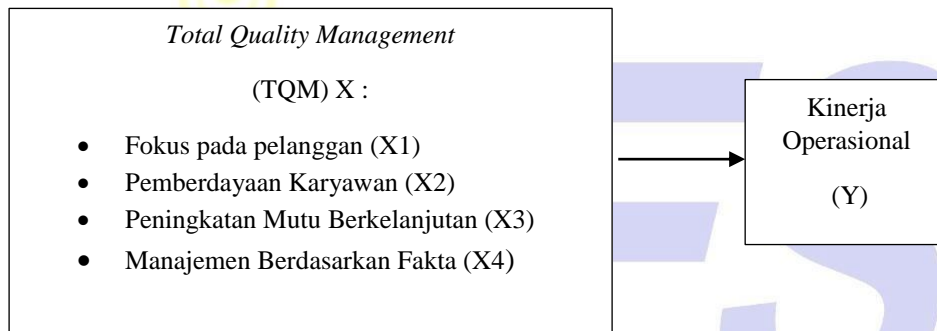 Total Quality Management
(TQM) X :
• Fokus pada pelanggan (X1)
• Pemberdayaan Karyawan (X2)
• Peningkatan Mutu Berkelanjutan (X3)
• Manajemen Berdasarkan Fakta (X4)
Kinerja
Operasional
(Y)